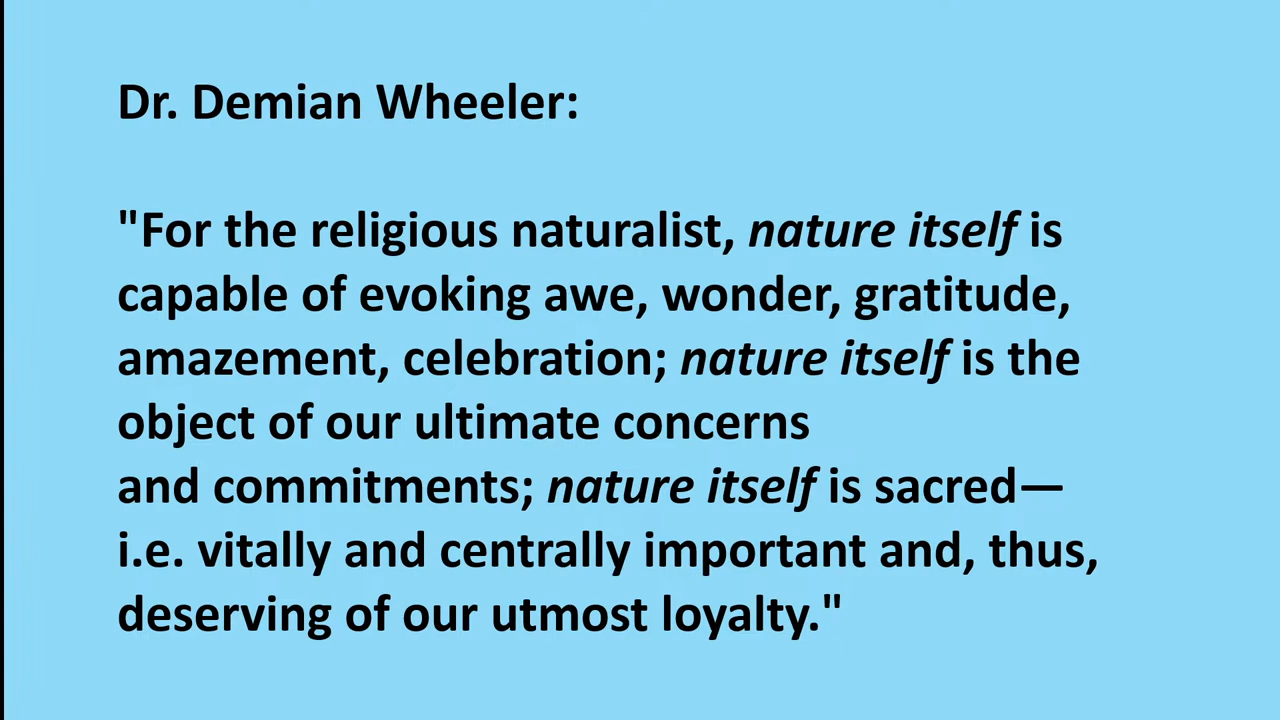 Dr. Demian Wheeler:
"For the religious naturalist, nature itself is
capable of evoking awe, wonder, gratitude,
amazement, celebration; nature itself is the
object of our ultimate concerns
and commitments; nature itself is sacred—
i.e. vitally and centrally important and, thus,
deserving of our utmost loyalty."